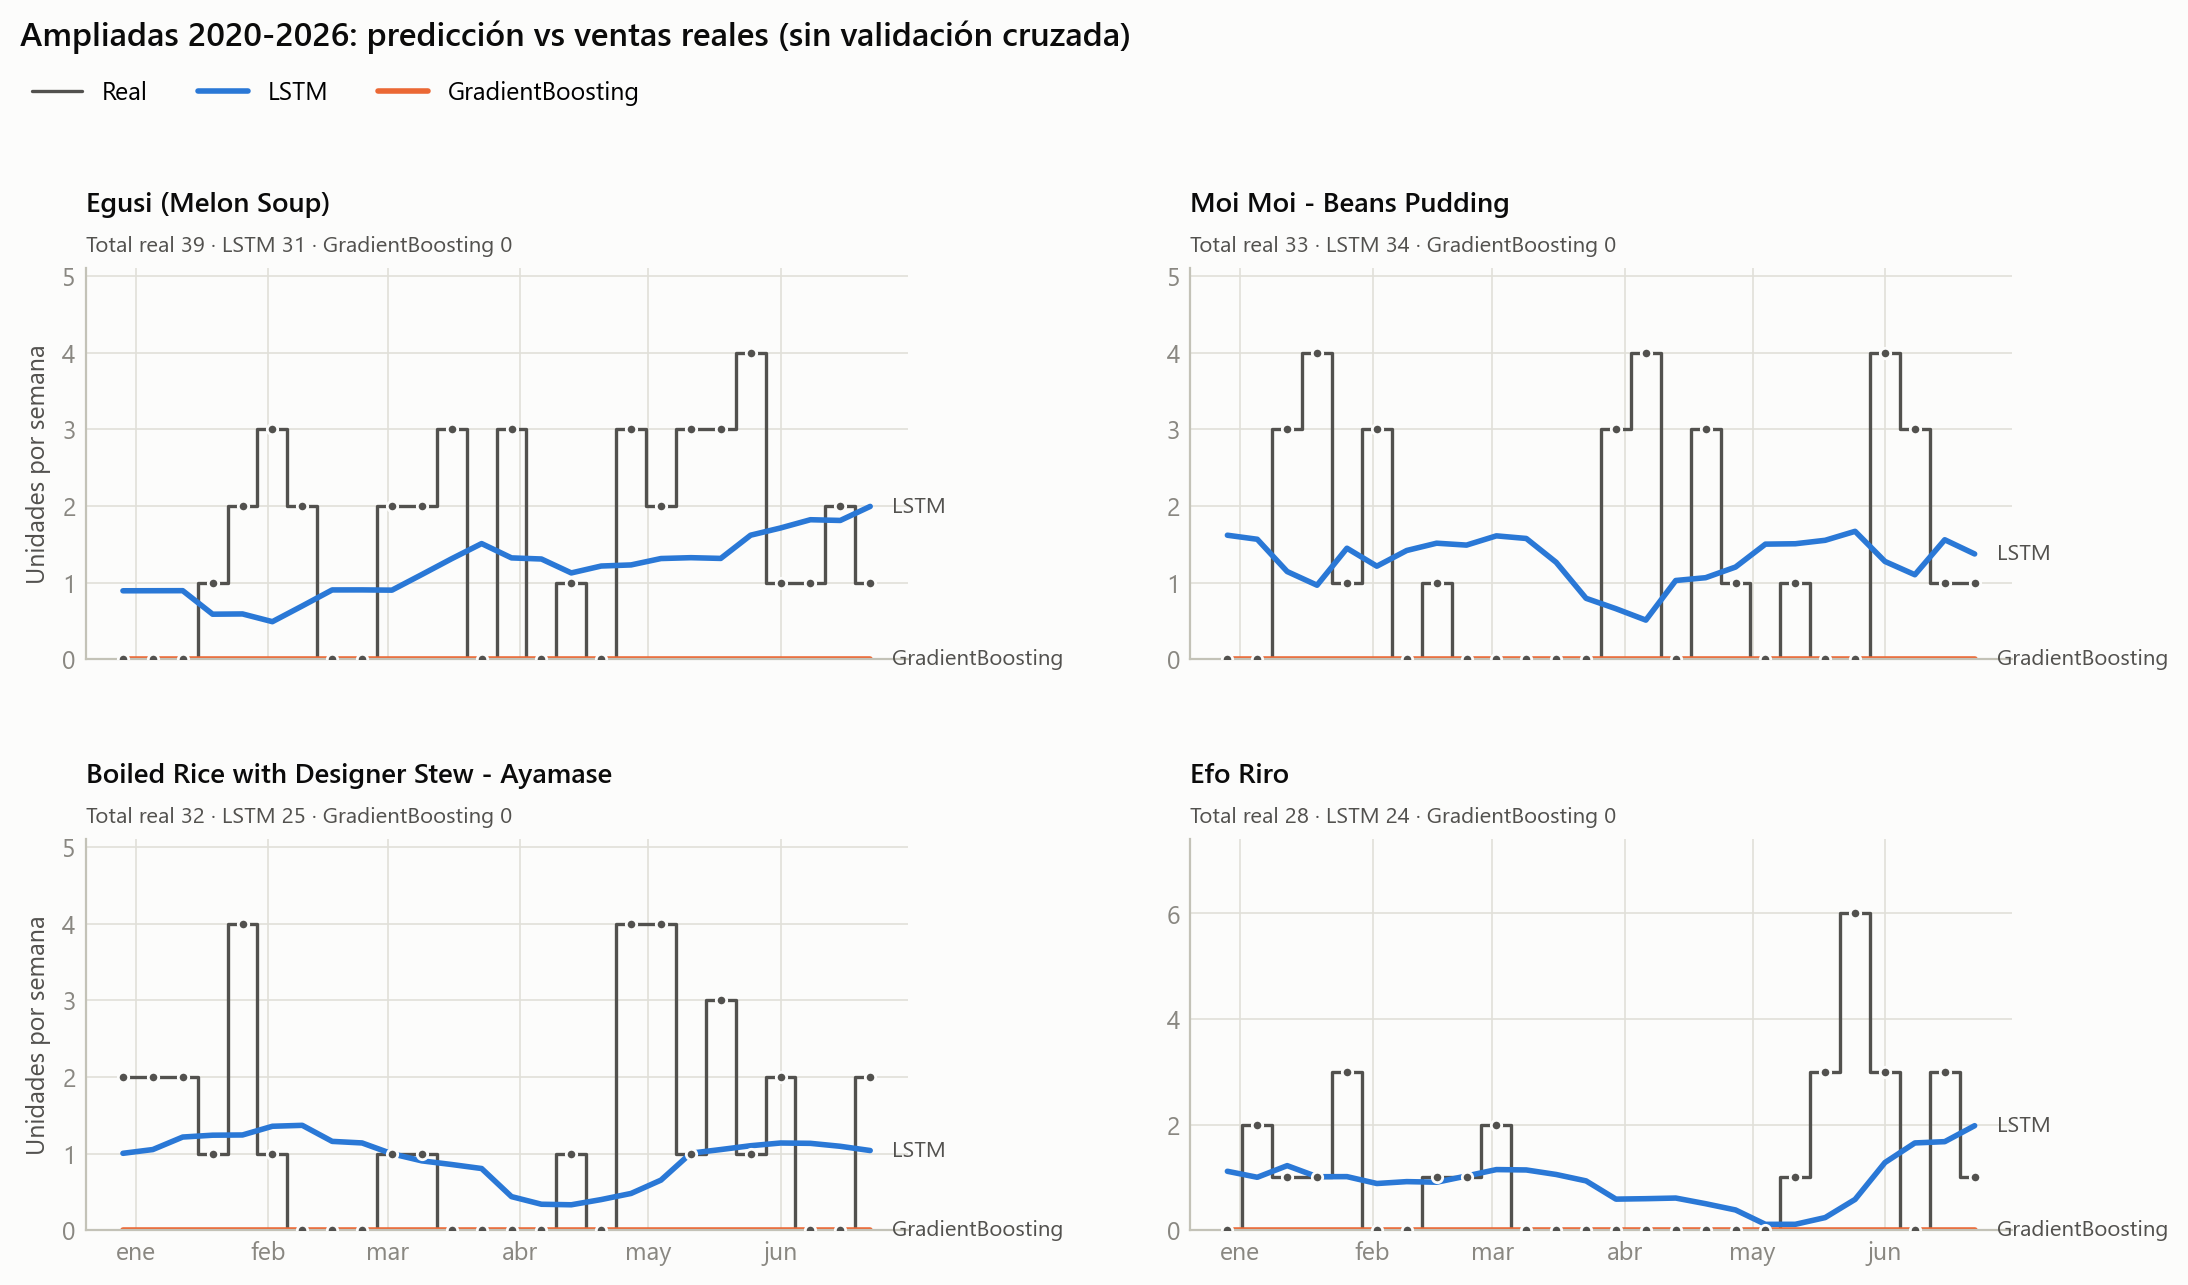 Ampliadas 2020-2026: predicción vs ventas reales (sin validación cruzada)
Real LSTM GradientBoosting
Egusi (Melon Soup)
Total real 39 · LSTM 31 · GradientBoosting 0
Unidades por semana
5
4
3
2
1
0
LSTM
GradientBoosting
Moi Moi - Beans Pudding
Total real 33 · LSTM 34 · GradientBoosting 0
5
4
3
2
1
0
LSTM
GradientBoosting
Boiled Rice with Designer Stew - Ayamase
Total real 32 · LSTM 25 · GradientBoosting 0
Unidades por semana
5
4
3
2
1
0
LSTM
GradientBoosting
ene feb mar abr may jun
Efo Riro
Total real 28 · LSTM 24 · GradientBoosting 0
6
4
2
0
LSTM
GradientBoosting
ene feb mar abr may jun